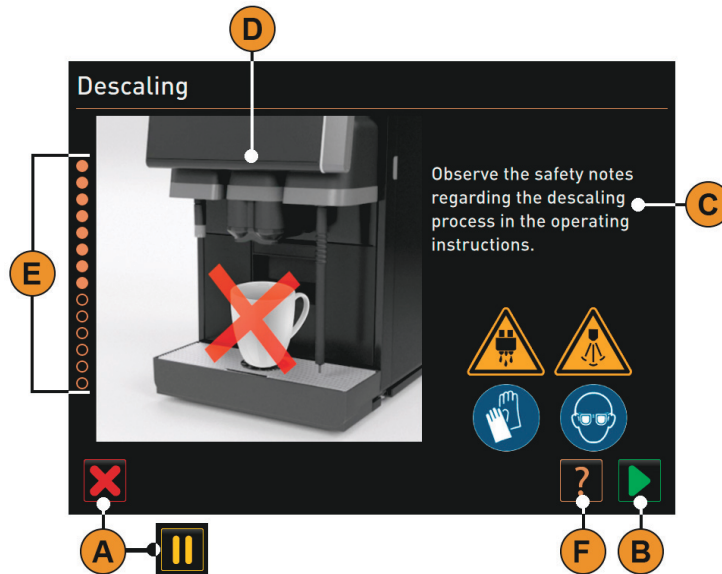 D
Descaling
Observe the safety notes
regarding the descaling
process in the operating
instructions.
C
E
?
A
F
B